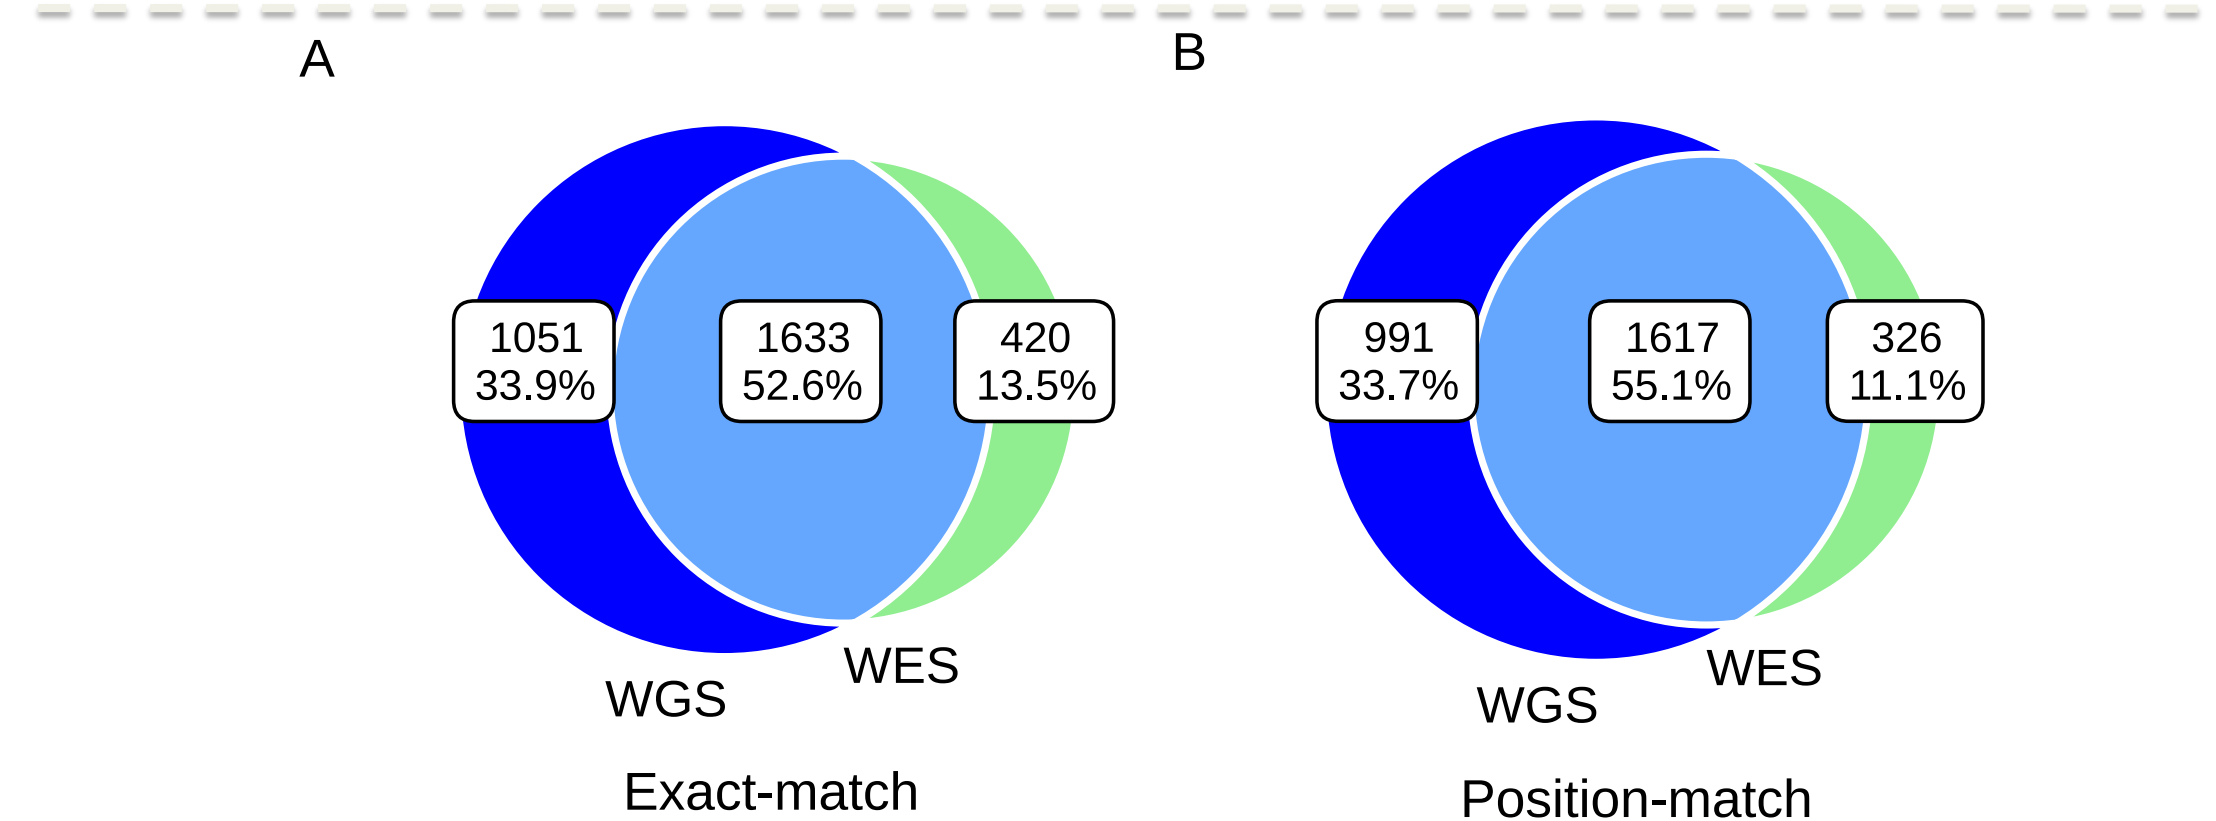 A
1051
33.9%
1633
52.6%
420
13.5%
WES
WGS
Exact-match
B
991
33.7%
1617
55.1%
326
11.1%
WES
WGS
Position-match